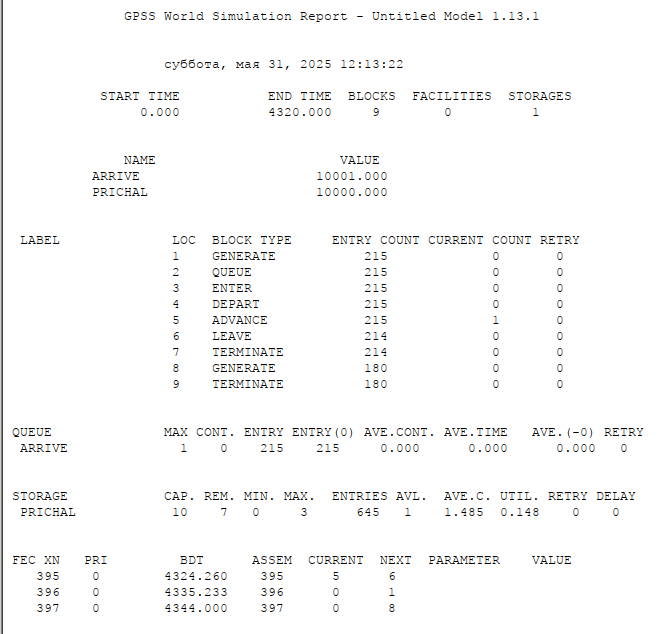 GPSS World Simulation Report - Untitled Model 1.13.1
суббота, мая 31, 2025 12:13:22
START TIME END TIME BLOCKS FACILITIES STORAGES
0.000 4320.000 9 0 1
NAME VALUE
ARRIVE 10001.000
PRICHAL 10000.000
LABEL LOC BLOCK TYPE ENTRY COUNT CURRENT COUNT RETRY
1 GENERATE 215 0 0
2 QUEUE 215 0 0
3 ENTER 215 0 0
4 DEPART 215 0 0
5 ADVANCE 215 1 0
6 LEAVE 214 0 0
7 TERMINATE 214 0 0
8 GENERATE 180 0 0
9 TERMINATE 180 0 0
QUEUE MAX CONT. ENTRY ENTRY(0) AVE.CONT. AVE.TIME AVE.(-0) RETRY
ARRIVE 1 0 215 215 0.000 0.000 0.000 0
STORAGE CAP. REM. MIN. MAX. ENTRIES AVL. AVE.C. UTIL. RETRY DELAY
PRICHAL 10 7 0 3 645 1 1.485 0.148 0 0
FEC XN PRI BDT ASSEM CURRENT NEXT PARAMETER VALUE
395 0 4324.260 395 5 6
396 0 4335.233 396 0 1
397 0 4344.000 397 0 8